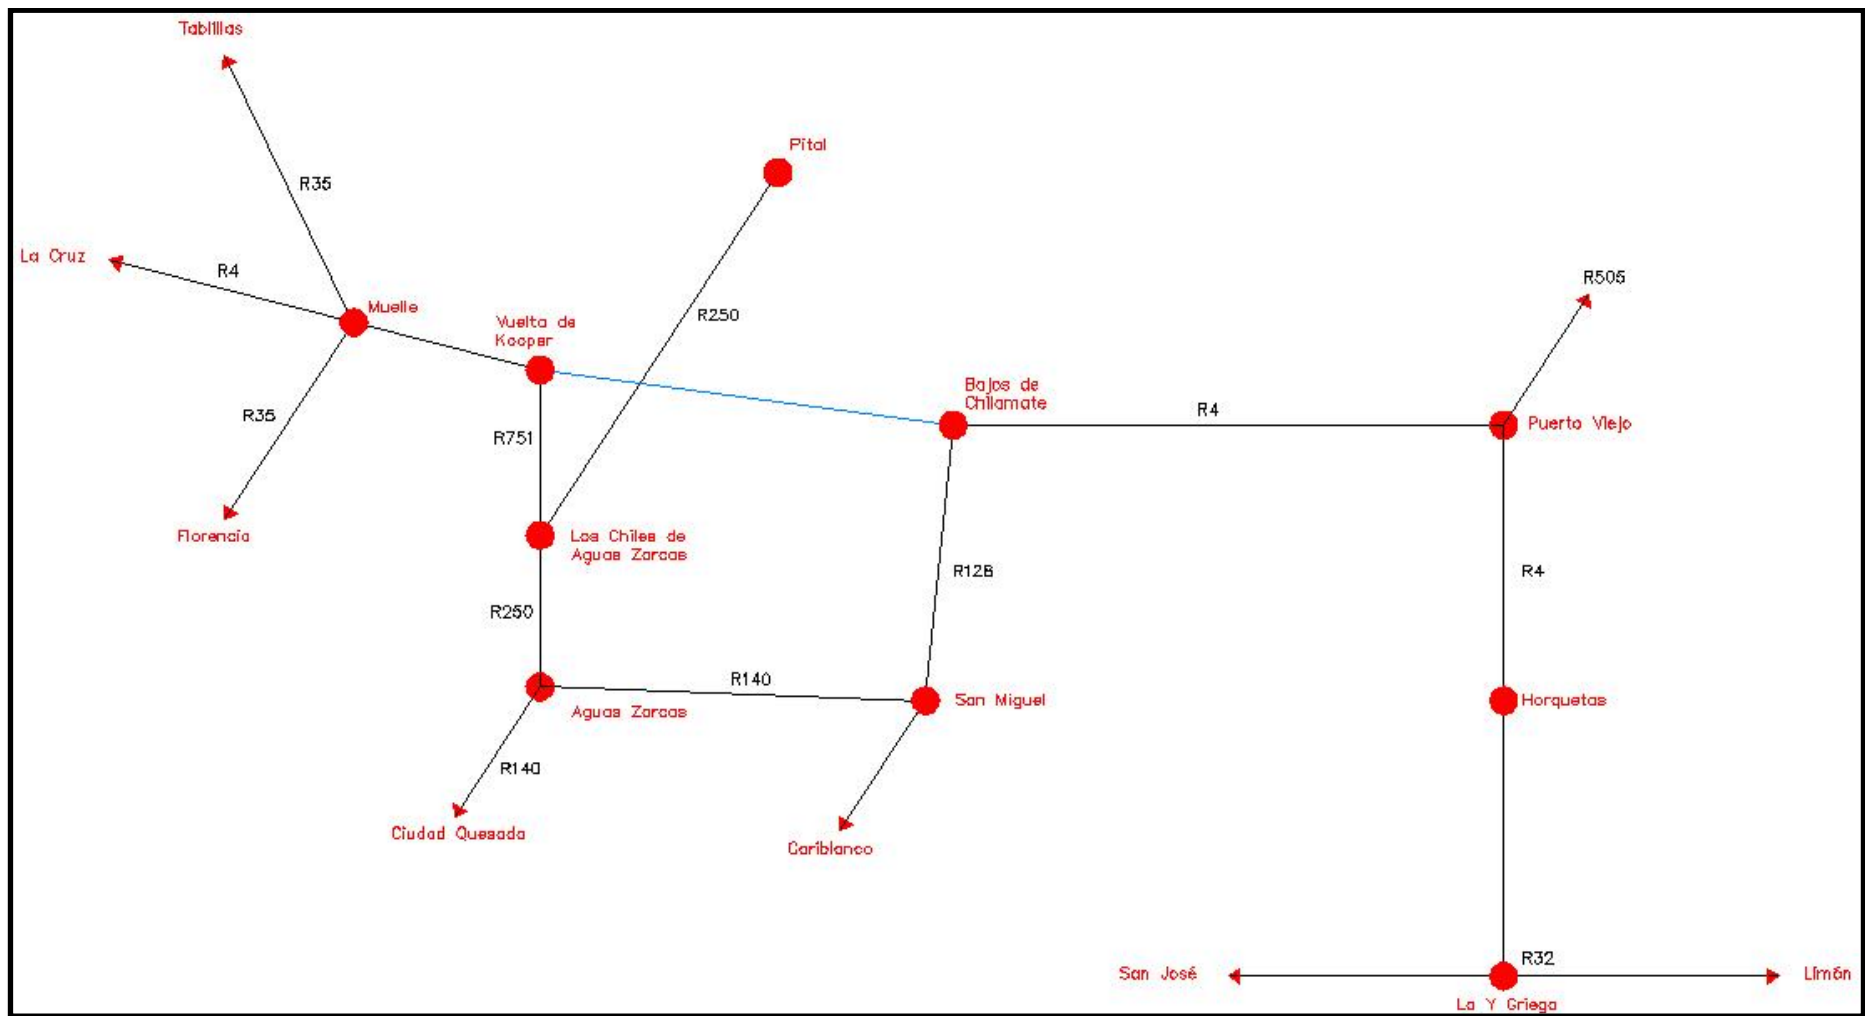 Tablillas
Pital
R35
La Cruz
R4
R505
Muelle
R250
Vuelta de
Kooper
Bajos de
Chilamate
R4
Puerto Viejo
R35
R751
Florencia
Los Chiles de
Aguas Zarcas
R128
R4
R250
R140
San Miguel
Horquetas
Aguas Zarcas
R140
Ciudad Quesada
Cariblanco
R32
San José
Limón
La Y Griega